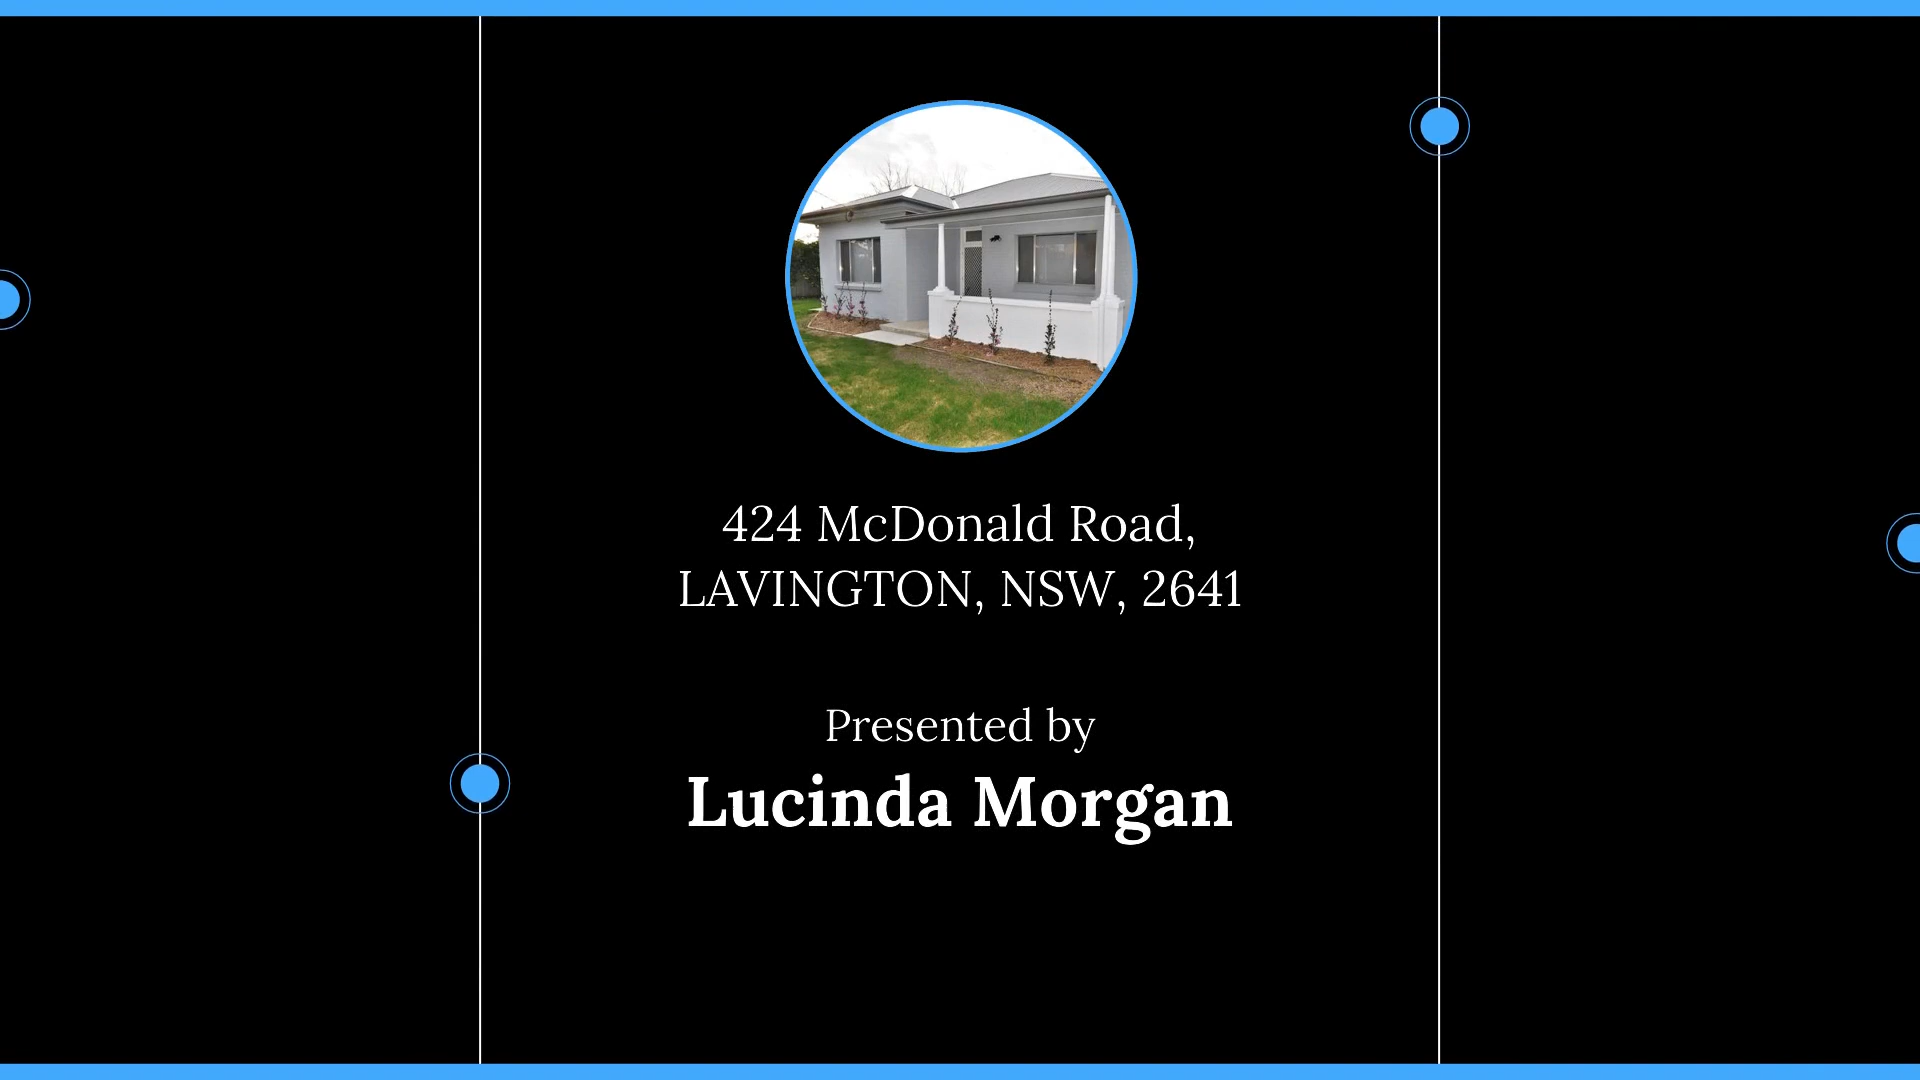 424 McDonald Road,
LAVINGTON, NSW, 2641
Presented by
Lucinda Morgan